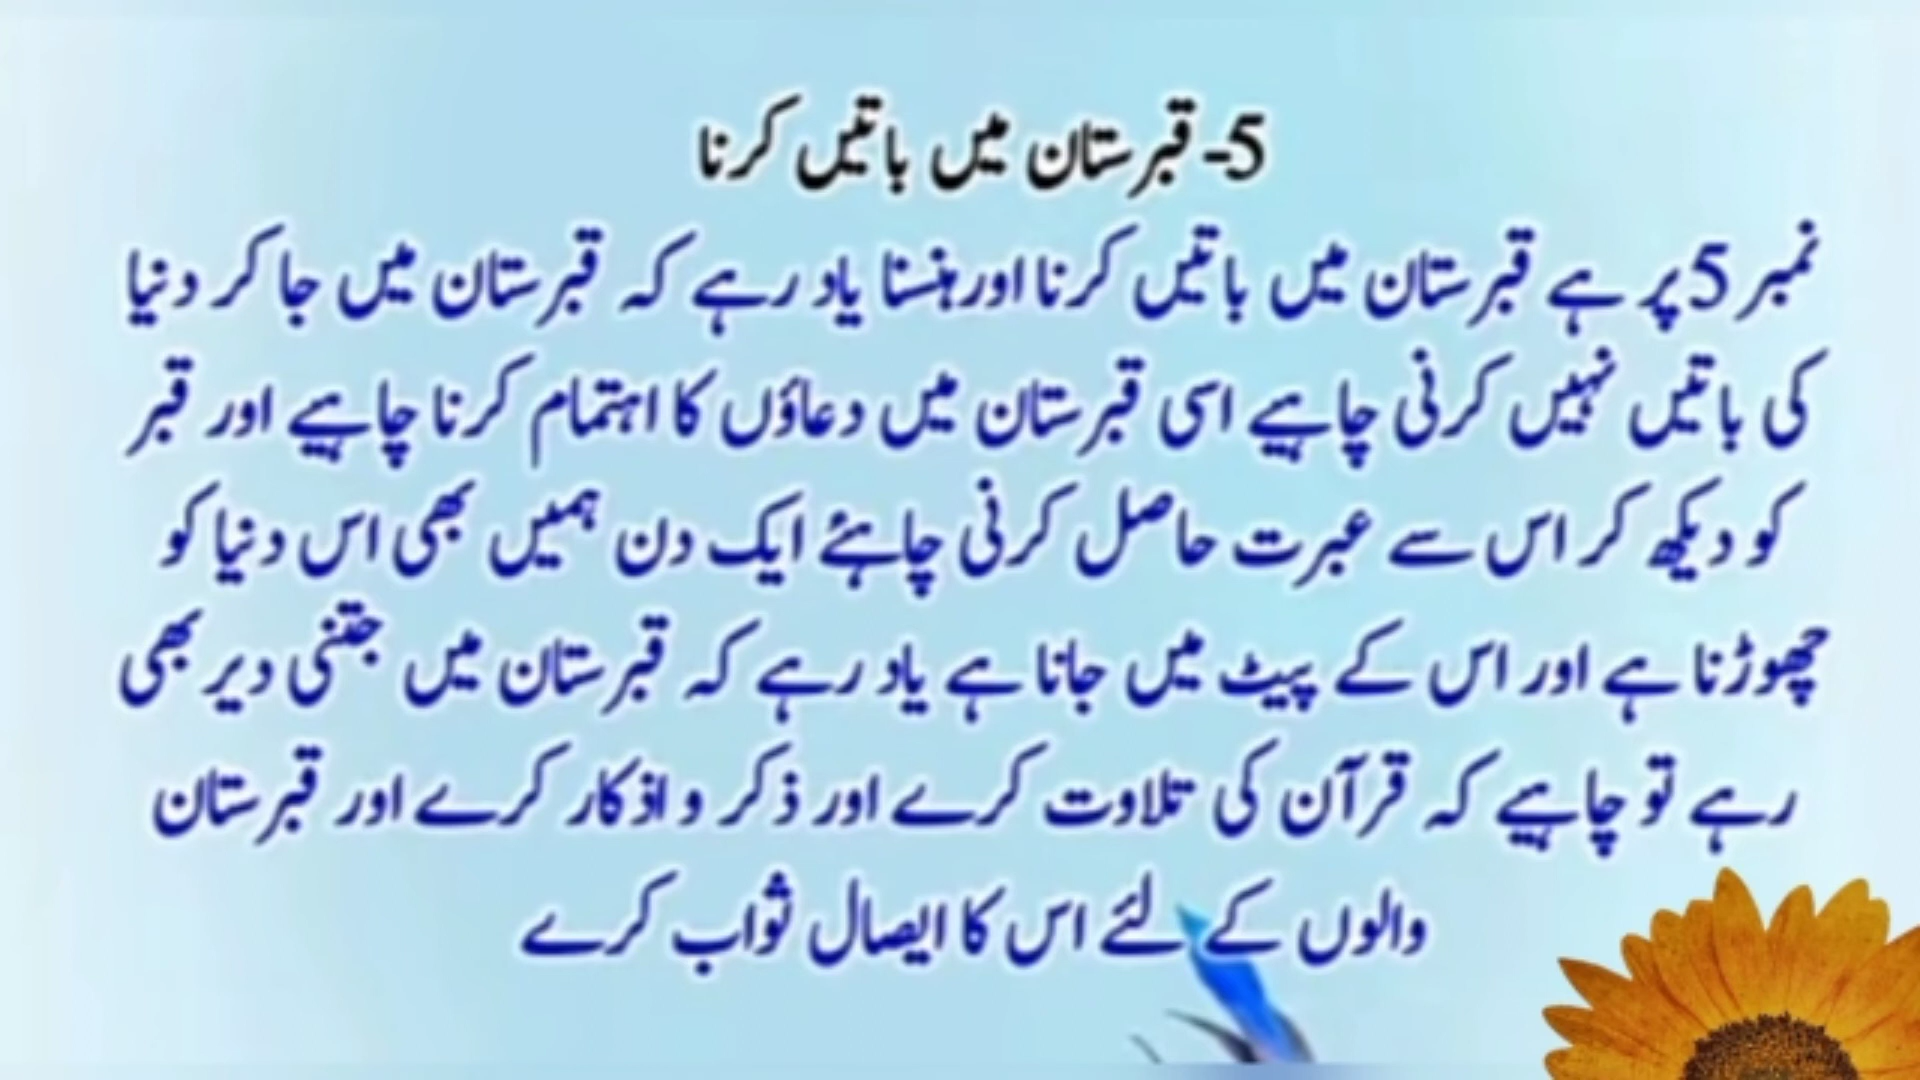 5- قبرستان میں باتیں کرنا
نمبر 5 پر ہے قبرستان میں باتیں کرنا اور ہنسنا یاد رہے کہ قبرستان میں جا کر دنیا
کی باتیں نہیں کرنی چاہیے اسی قبرستان میں دعاؤں کا اہتمام کرنا چاہیے اور قبر
کو دیکھ کر اس سے عبرت حاصل کرنی چاہئے ایک دن ہمیں بھی اس دنیا کو
چھوڑنا ہے اور اس کے پیٹ میں جانا ہے یاد رہے کہ قبرستان میں جتنی دیر بھی
رہے تو چاہیے کہ قرآن کی تلاوت کرے اور ذکر و اذکار کرے اور قبرستان
والوں کے لئے اس کا ایصال ثواب کرے